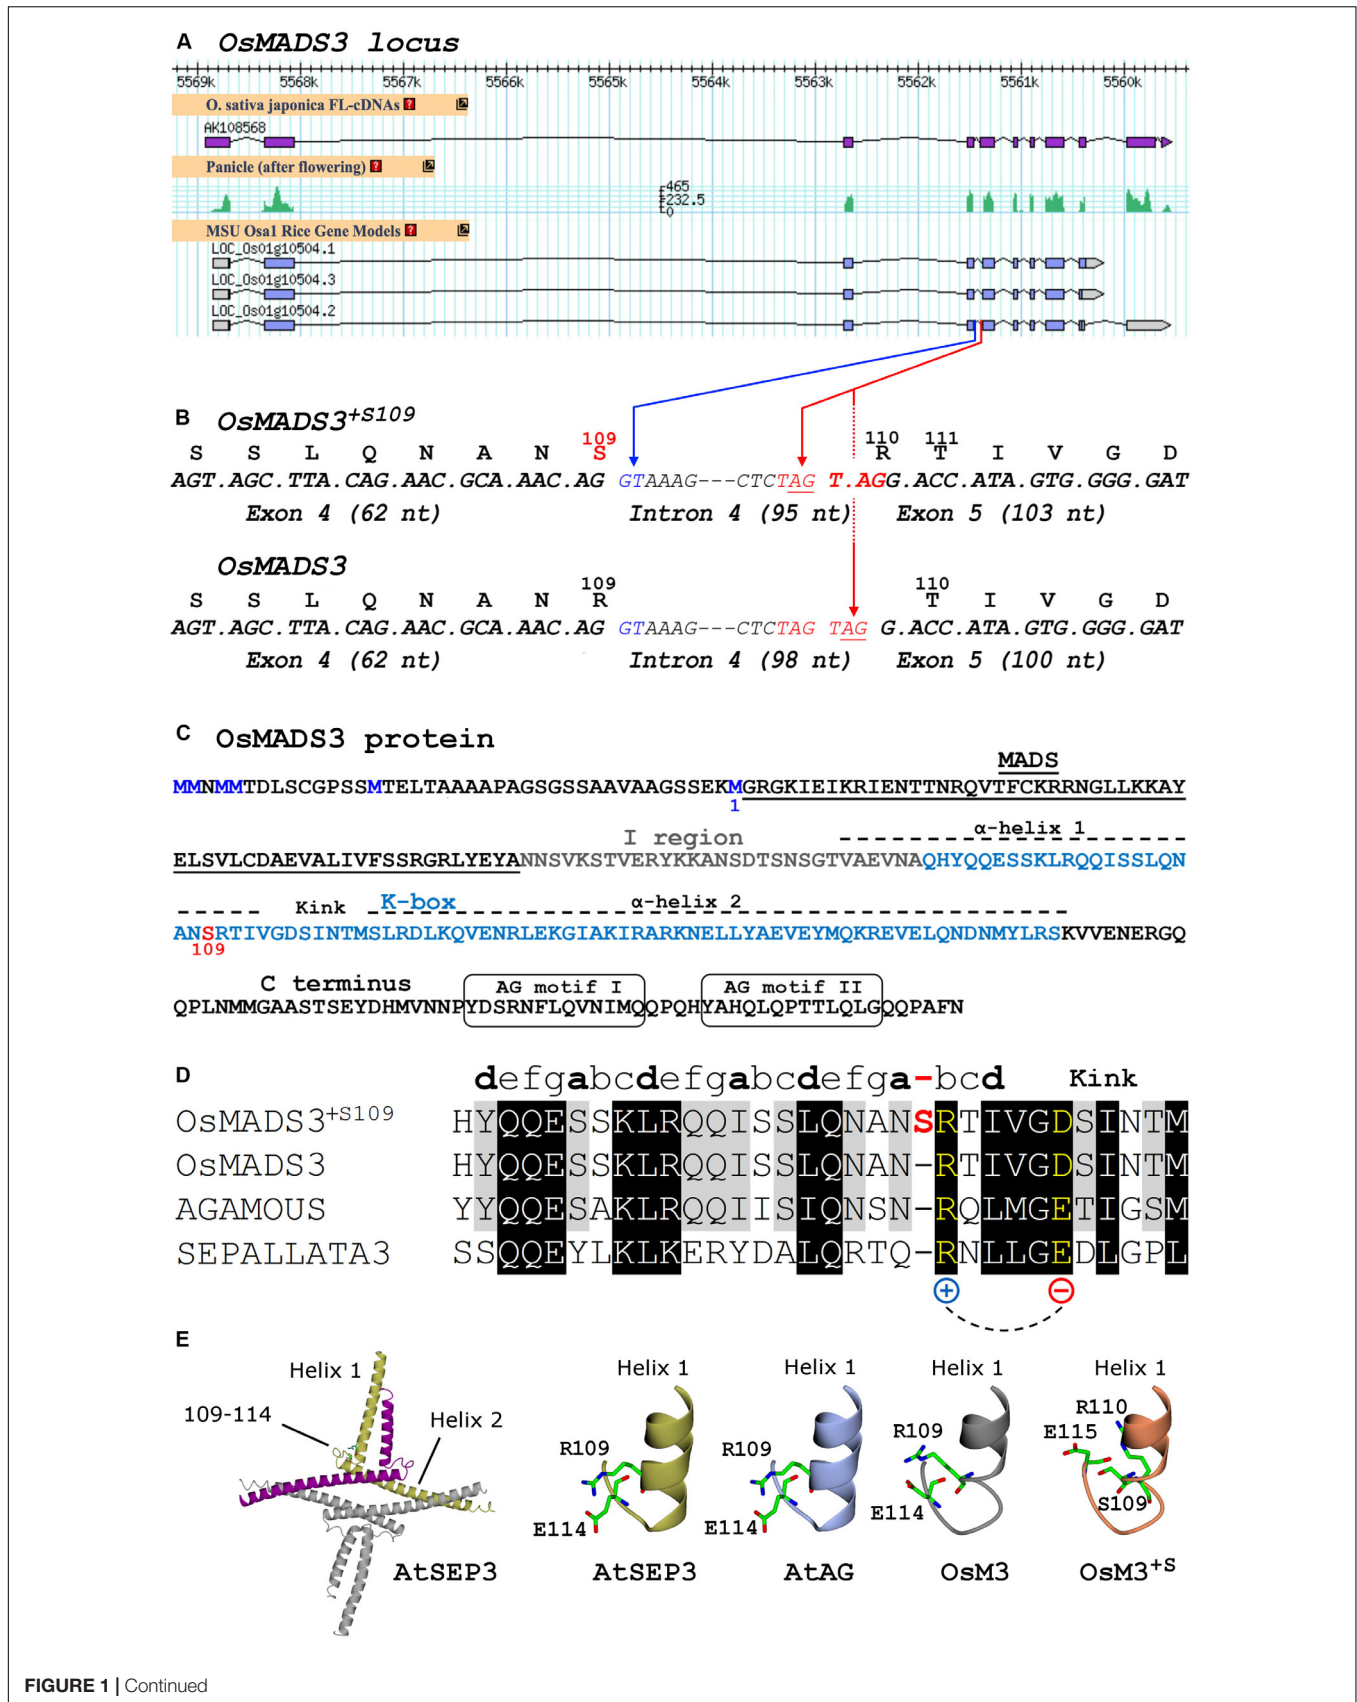 A OsMADS3 locus
5569k 5568k 5567k 5566k 5565k 5564k 5563k 5562k 5561k 5560k
O. sativa japonica FL-cDNAs ?
AK108568
Panicle (after flowering) ?
465
232.5
0
MSU Osa1 Rice Gene Models ?
LOC_Os01g10504.1
LOC_Os01g10504.3
LOC_Os01g10504.2
B OsMADS3+S109
109 110 111
S S L Q N A N S R T I V G D
AGT.AGC.TTA.CAG.AAC.GCA.AAC.AG GTAAAG---CTCTAG T.AGG.ACC.ATA.GTG.GGG.GAT
Exon 4 (62 nt) Intron 4 (95 nt) Exon 5 (103 nt)
OsMADS3
109 110
S S L Q N A N R T I V G D
AGT.AGC.TTA.CAG.AAC.GCA.AAC.AG GTAAAG---CTCTAG TAG G.ACC.ATA.GTG.GGG.GAT
Exon 4 (62 nt) Intron 4 (98 nt) Exon 5 (100 nt)
C OsMADS3 protein
MADS
MMNMMTDLSCGPSSMTELTAAAAPAGSGSSAAVAAGSSEKMGRGKIEIKRIENTTNRQVTFCKRRNGLLKKAY
1
I region α-helix 1
ELSVLCDAEVALIVFSSRGRLYEYANNSVKSTVERYKKANSDTSNSGTVAEVNAQHYQQESSKLRQQISSLQN
Kink K-box α-helix 2
ANSRTIVGDSINTMSLRDLKQVENRLEKGIAKIRARKNELLYAEVEYMQKREVELQNDNMYLRSKVVENERGQ
109
C terminus AG motif I AG motif II
QPLNMMGAASTSEYDHMVNNPYDSRNFLQVNIMQQPQHYAHQLQPTTLQLGQQPAFN
D defgabcdefgabcdefga-bcd Kink
OsMADS3+S109 HYQQESSKLRQQISSLQNANSRTIVGDSINTM
OsMADS3 HYQQESSKLRQQISSLQNAN-RTIVGDSINTM
AGAMOUS YYQQESAKLRQQIISIQNSN-RQLMGETIGSM
SEPALLATA3 SSQQEYLKLKERYDALQRTQ-RNLLGEDLGPL
+ −
E
Helix 1
109-114
Helix 2
AtSEP3
Helix 1
R109
E114
AtSEP3
Helix 1
R109
E114
AtAG
Helix 1
R109
E114
OsM3
Helix 1
R110
E115
S109
OsM3+S
FIGURE 1 | Continued